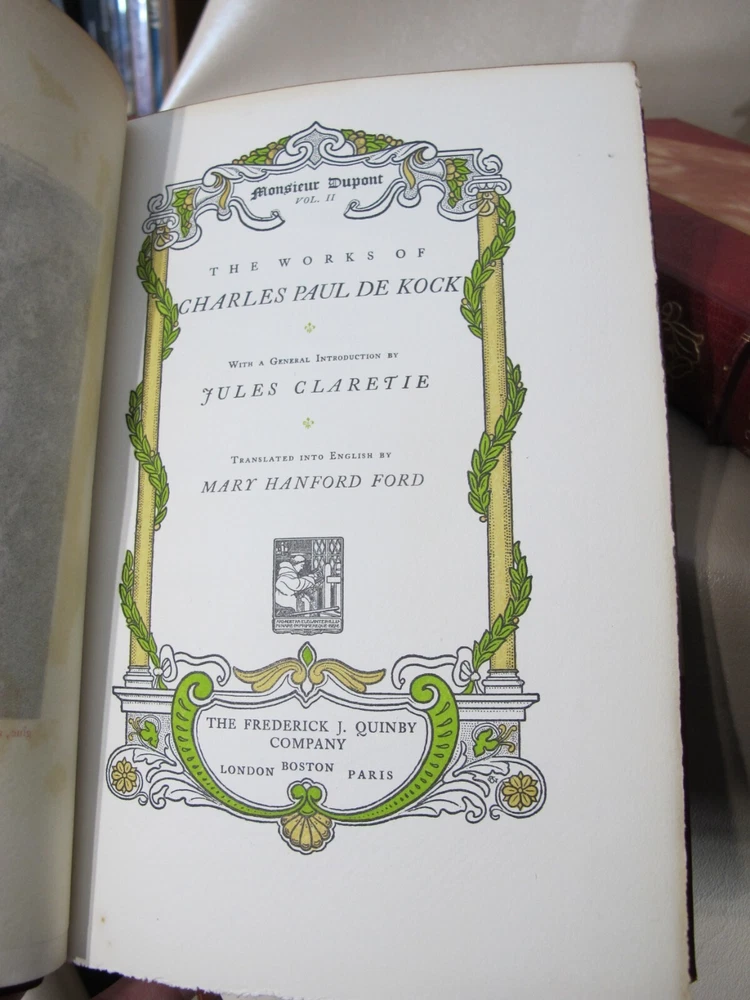 Monsieur Dupont
VOL. II
THE WORKS OF
CHARLES PAUL DE KOCK
WITH A GENERAL INTRODUCTION BY
JULES CLARETIE
TRANSLATED INTO ENGLISH BY
MARY HANFORD FORD
THE FREDERICK J. QUINBY
COMPANY
LONDON BOSTON PARIS